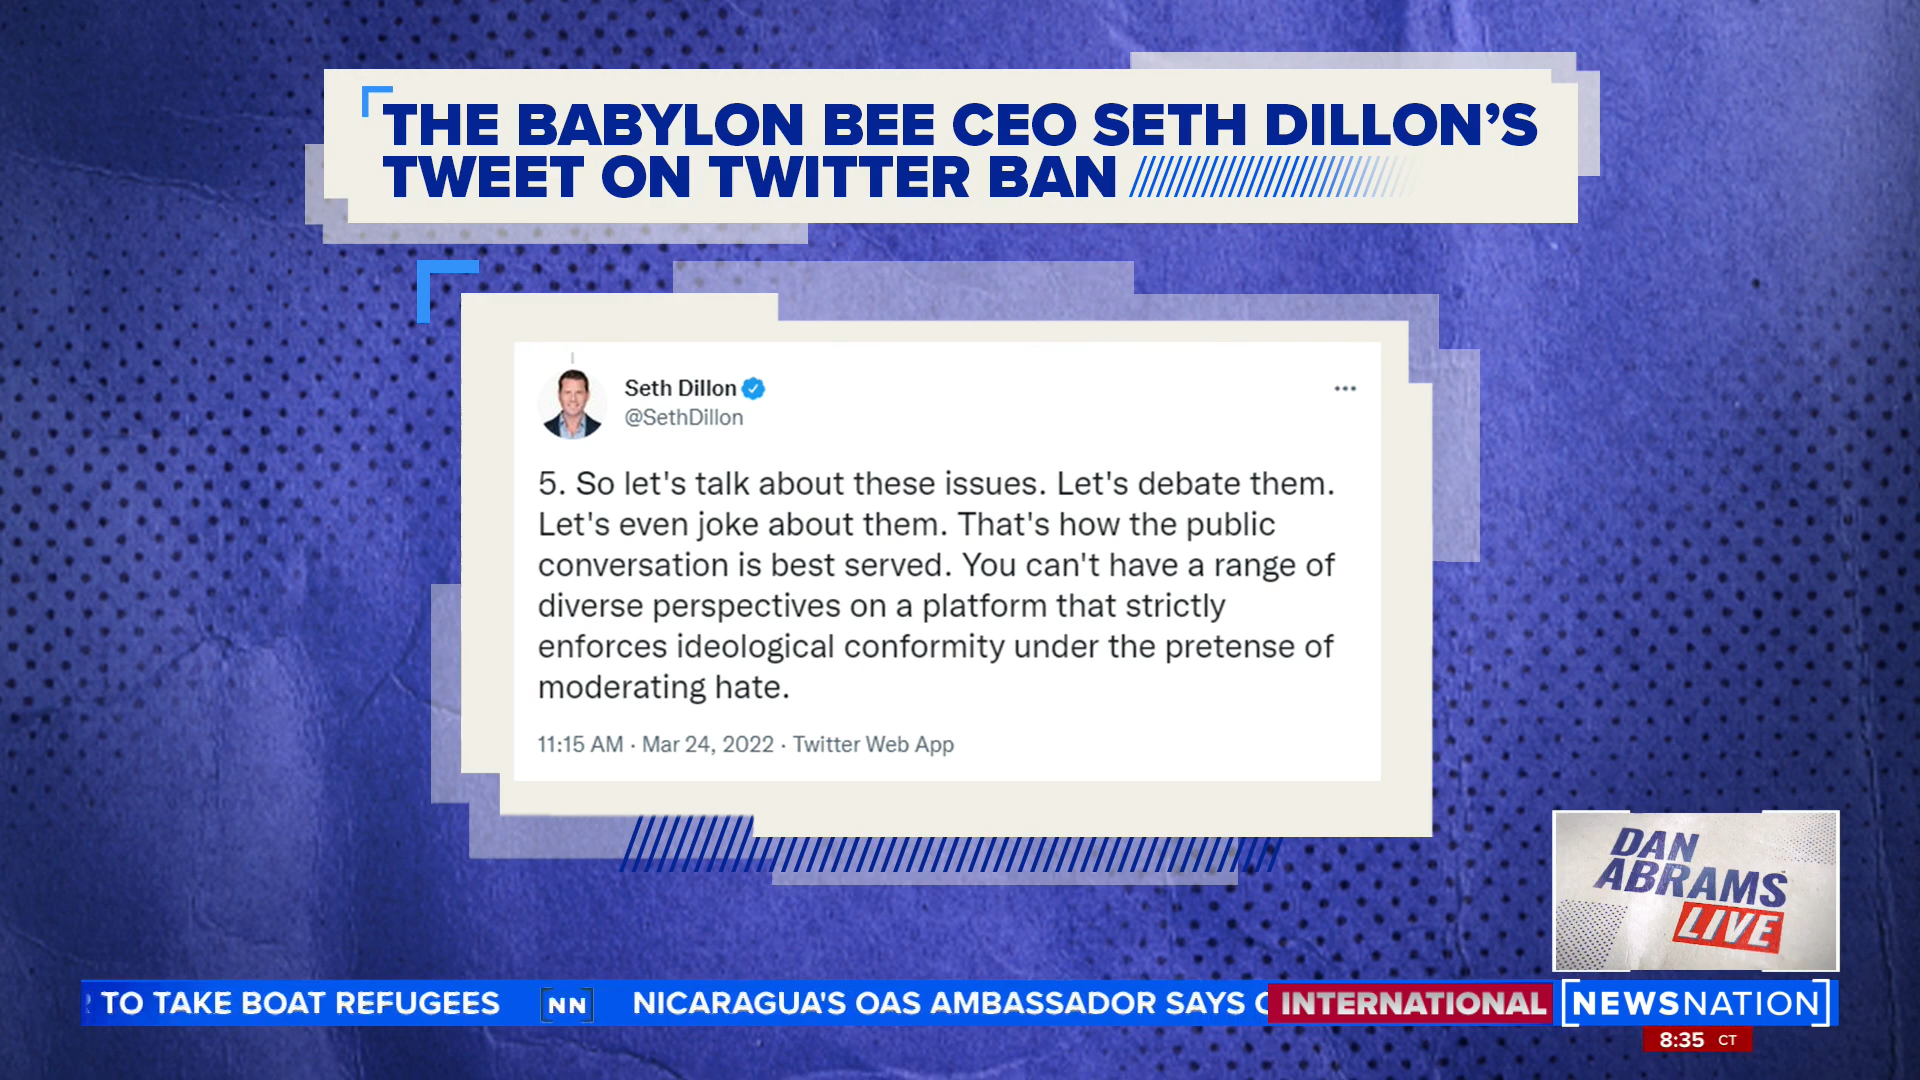 THE BABYLON BEE CEO SETH DILLON'S
TWEET ON TWITTER BAN
Seth Dillon
@SethDillon
5. So let's talk about these issues. Let's debate them.
Let's even joke about them. That's how the public
conversation is best served. You can't have a range of
diverse perspectives on a platform that strictly
enforces ideological conformity under the pretense of
moderating hate.
11:15 AM · Mar 24, 2022 · Twitter Web App
DAN
ABRAMS
LIVE
TO TAKE BOAT REFUGEES [NN] NICARAGUA'S OAS AMBASSADOR SAYS INTERNATIONAL [NEWSNATION]
8:35 CT